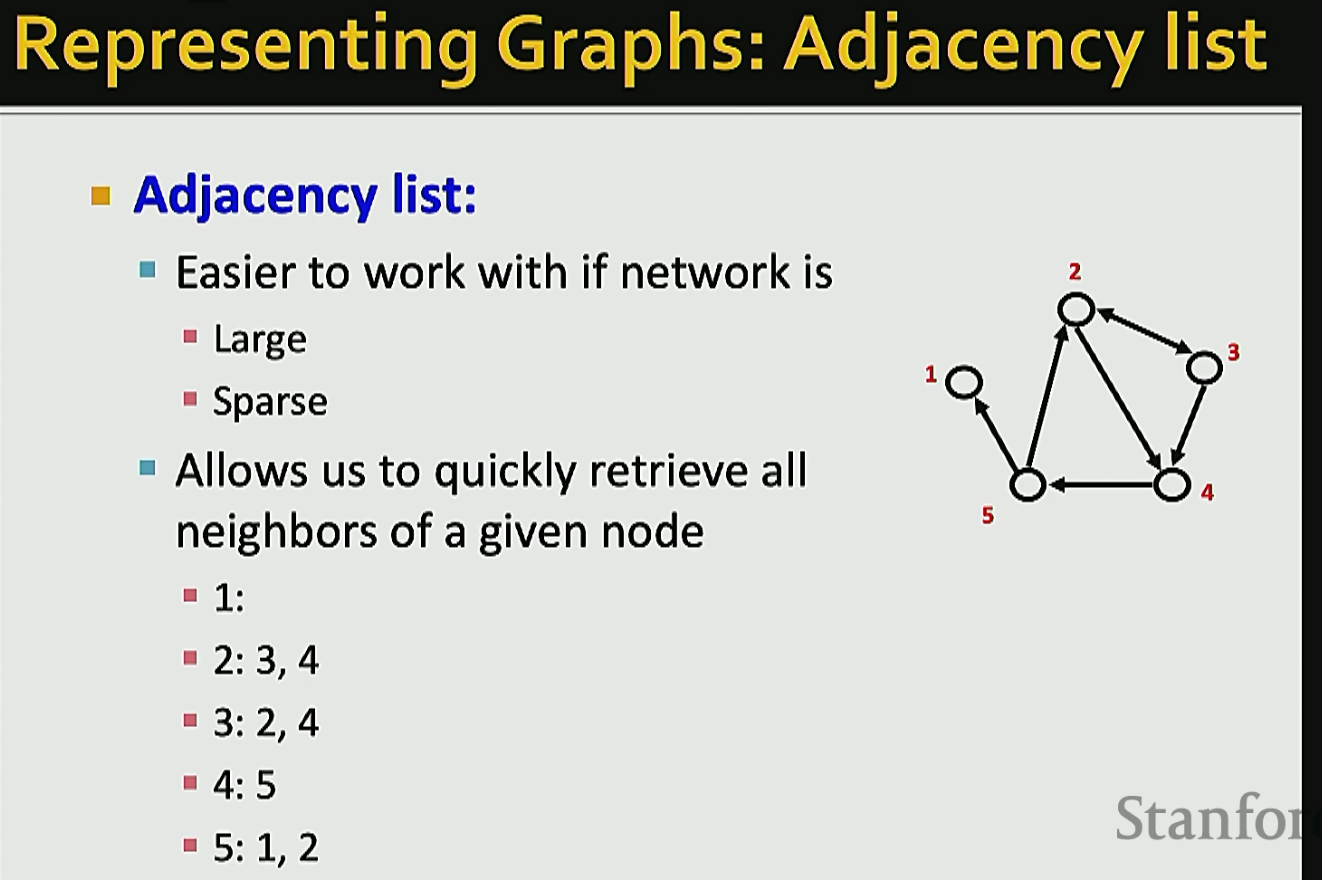 Representing Graphs: Adjacency list
Adjacency list:
Easier to work with if network is
Large
Sparse
Allows us to quickly retrieve all
neighbors of a given node
1:
2: 3, 4
3: 2, 4
4: 5
5: 1, 2
2
3
1
4
5
Stanfor